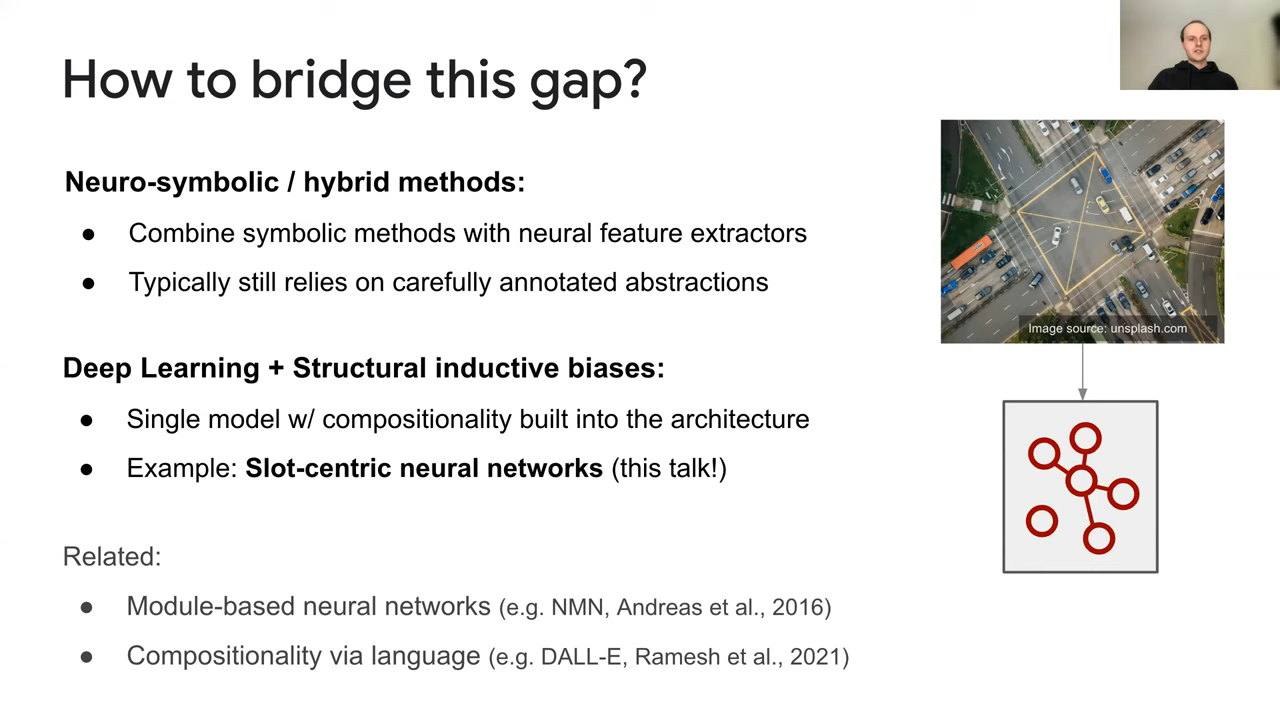 How to bridge this gap?
Neuro-symbolic / hybrid methods:
● Combine symbolic methods with neural feature extractors
● Typically still relies on carefully annotated abstractions
Deep Learning + Structural inductive biases:
● Single model w/ compositionality built into the architecture
● Example: Slot-centric neural networks (this talk!)
Related:
● Module-based neural networks (e.g. NMN, Andreas et al., 2016)
● Compositionality via language (e.g. DALL-E, Ramesh et al., 2021)
Image source: unsplash.com